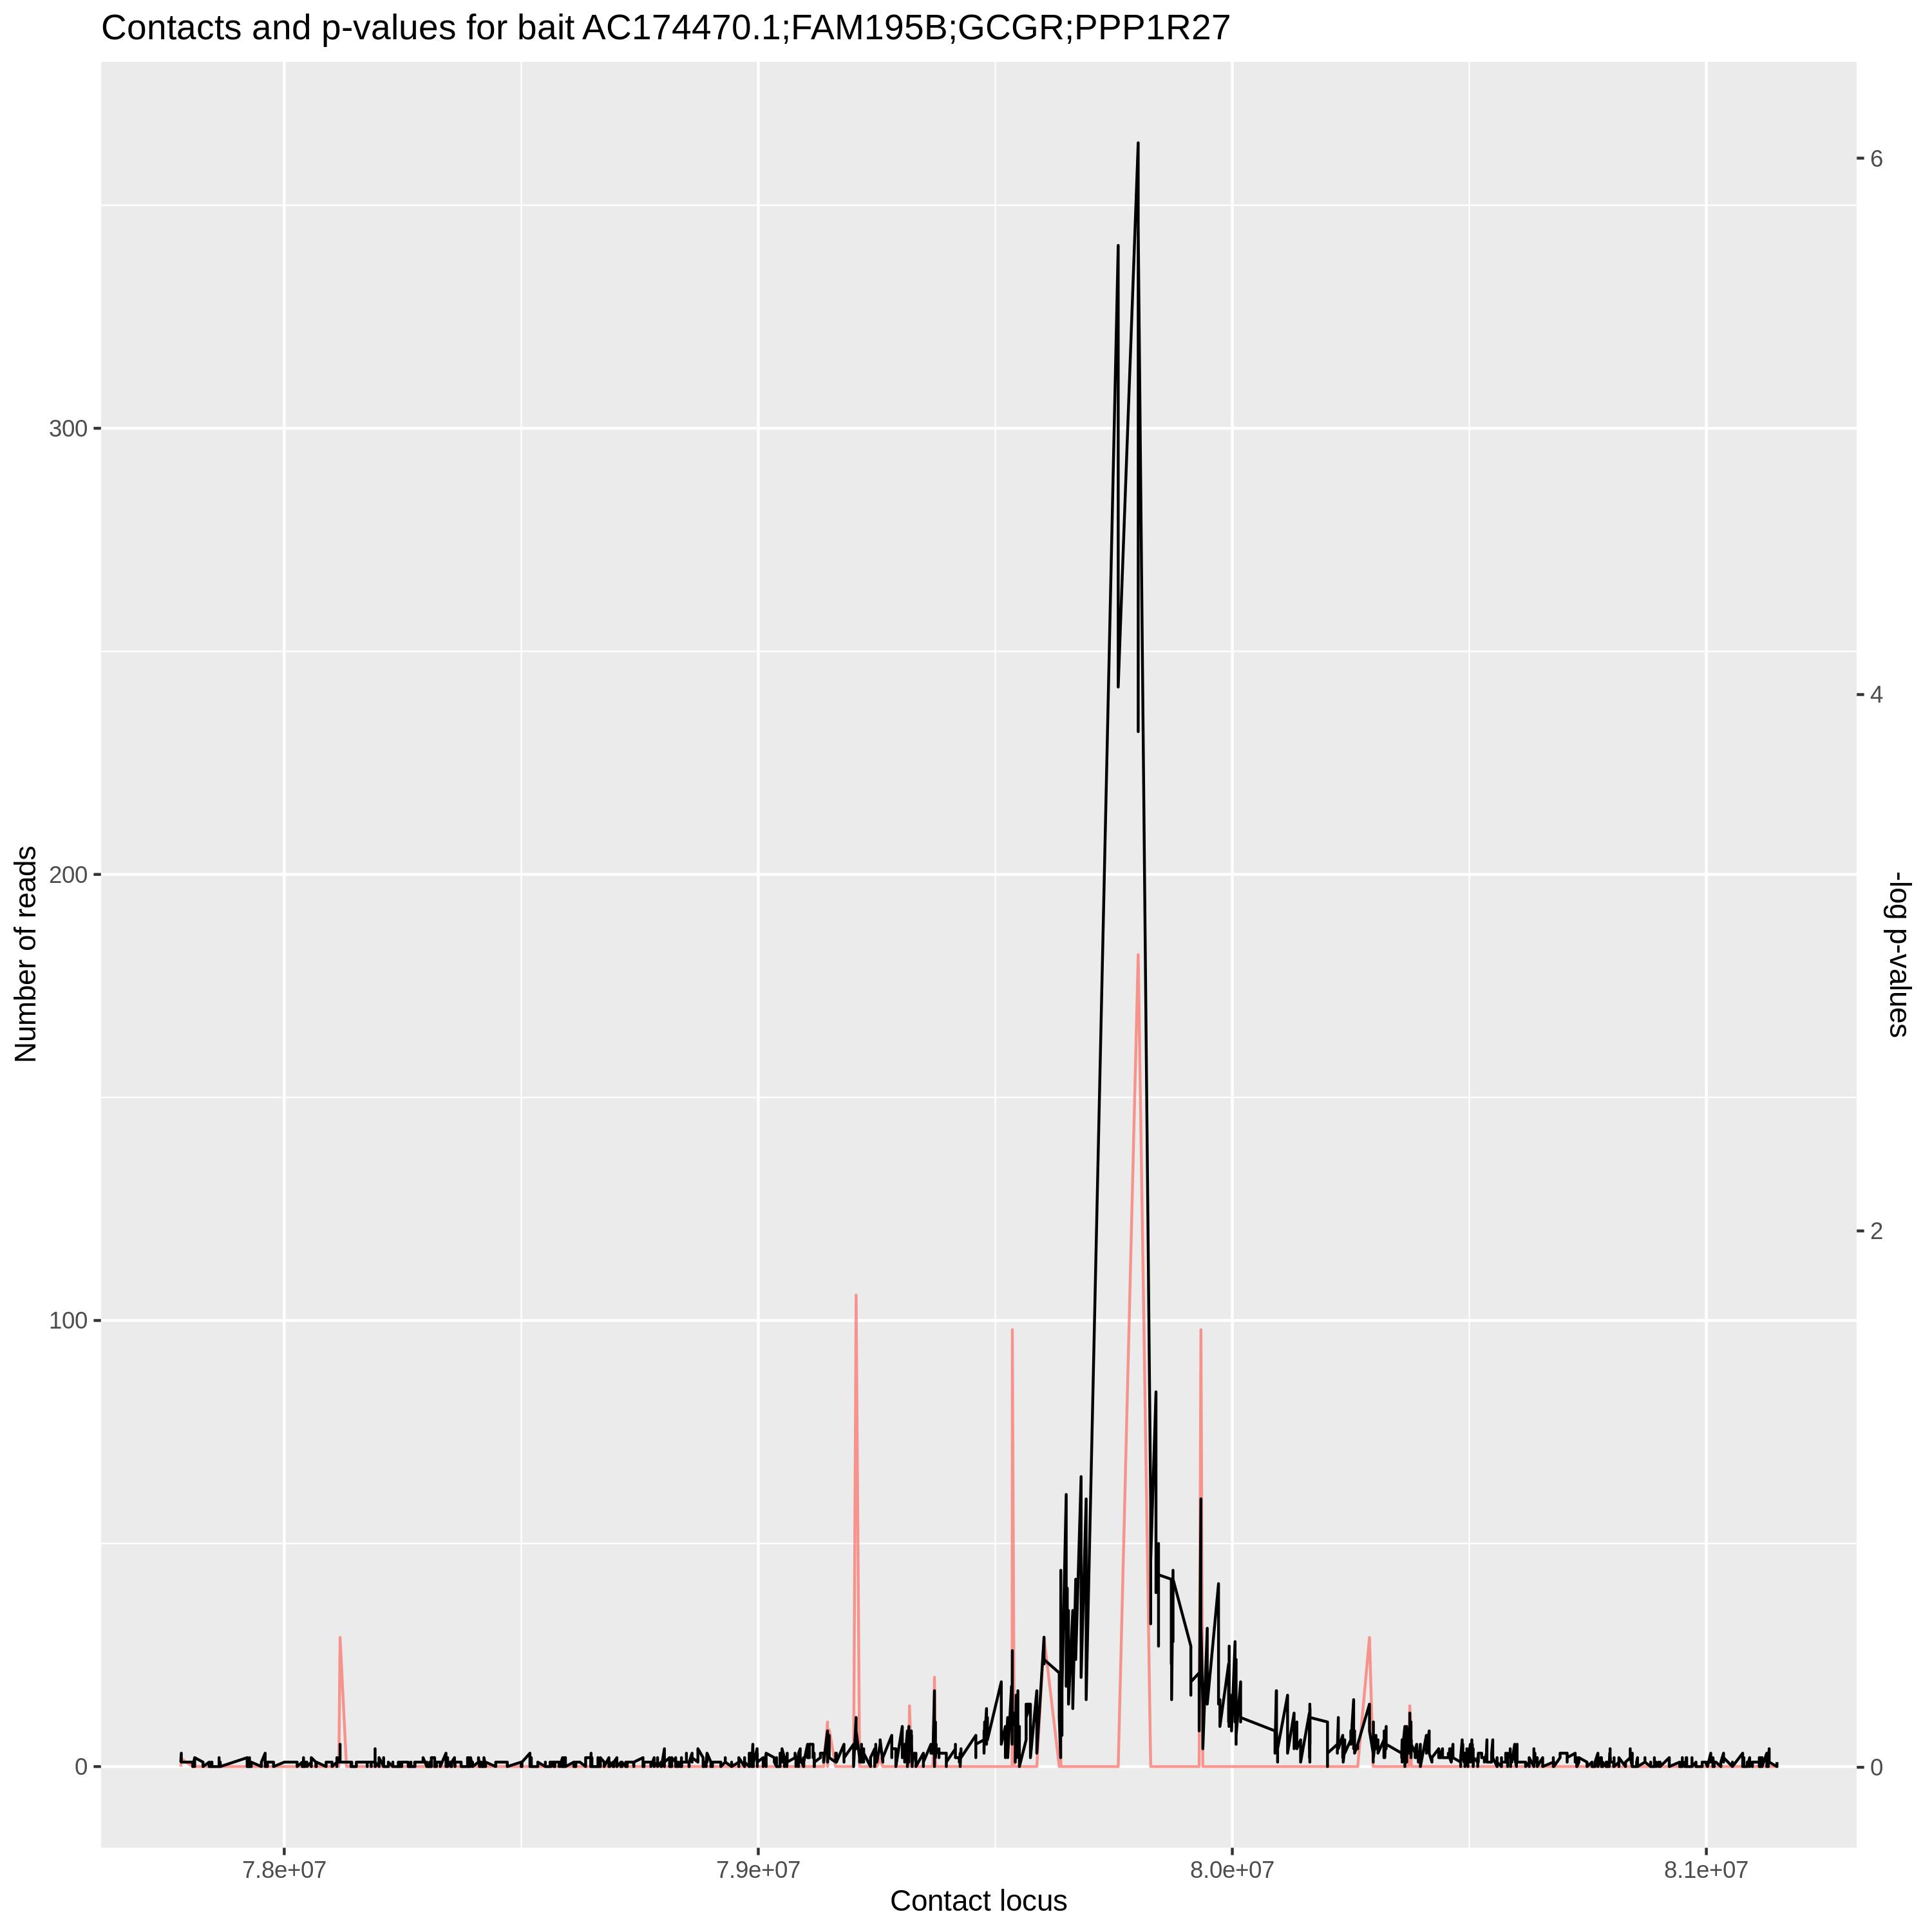 Contacts and p-values for bait AC174470.1;FAM195B;GCGR;PPP1R27
Number of reads
300
200
100
0
6
4
2
0
-log p-values
7.8e+07 7.9e+07 8.0e+07 8.1e+07
Contact locus